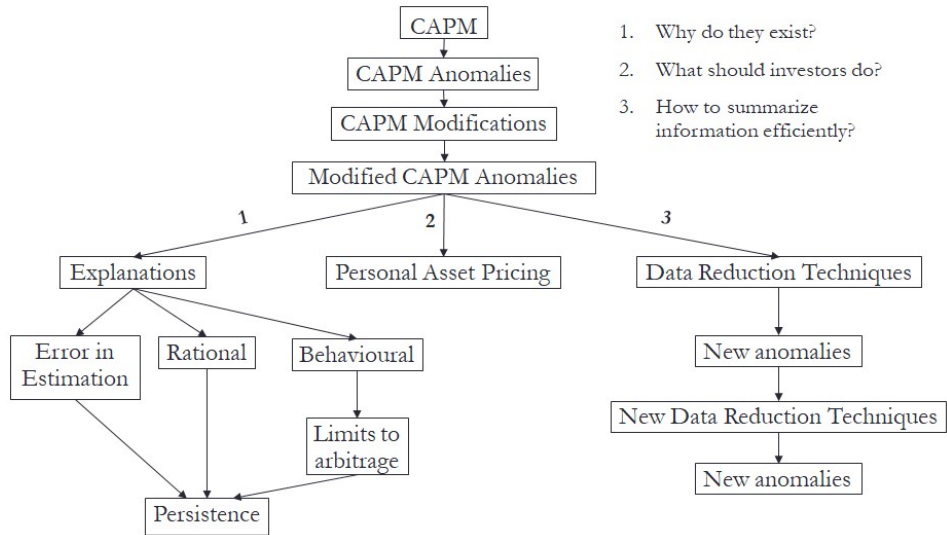 CAPM
CAPM Anomalies
CAPM Modifications
Modified CAPM Anomalies
1. Why do they exist?
2. What should investors do?
3. How to summarize
information efficiently?
1
2
3
Explanations
Personal Asset Pricing
Data Reduction Techniques
Error in
Estimation
Rational
Behavioural
Limits to
arbitrage
Persistence
New anomalies
New Data Reduction Techniques
New anomalies